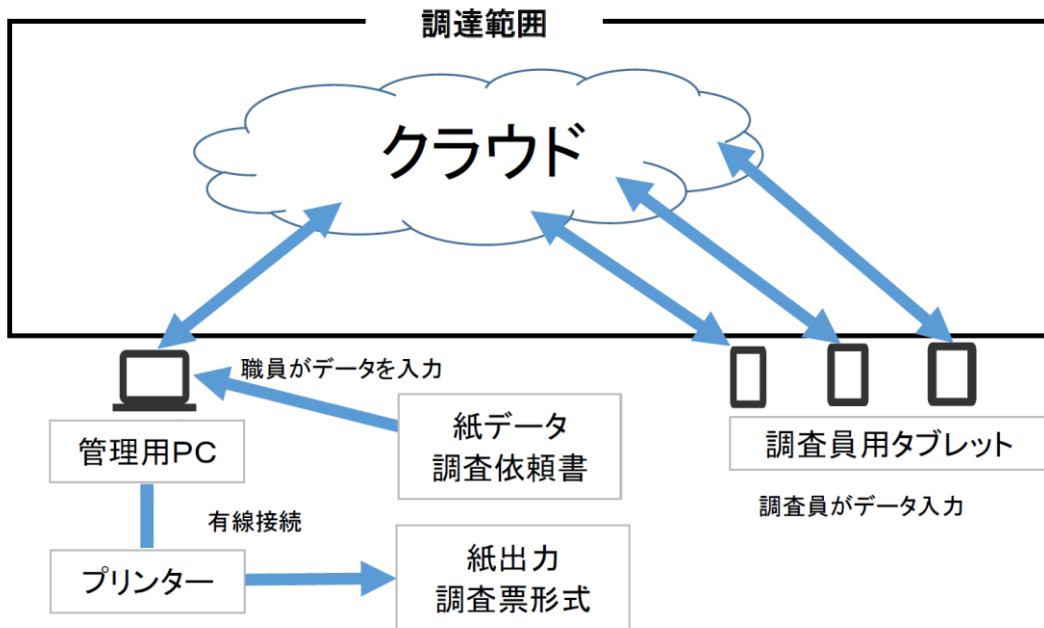 調達範囲
クラウド
職員がデータを入力
管理用PC
紙データ
調査依頼書
調査員用タブレット
調査員がデータ入力
有線接続
プリンター
紙出力
調査票形式